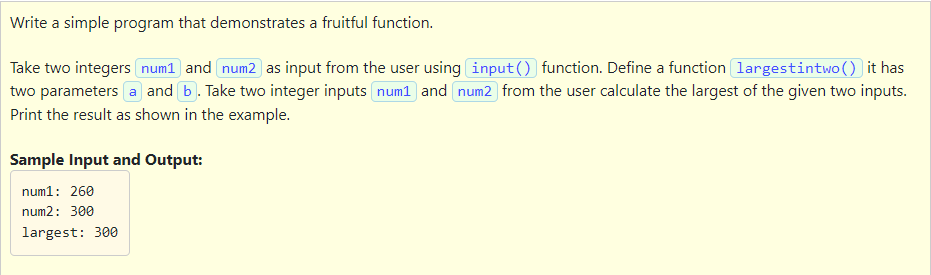 Write a simple program that demonstrates a fruitful function.
Take two integers num1 and num2 as input from the user using input() function. Define a function largestintwo() it has
two parameters a and b. Take two integer inputs num1 and num2 from the user calculate the largest of the given two inputs.
Print the result as shown in the example.
Sample Input and Output:
num1: 260
num2: 300
largest: 300